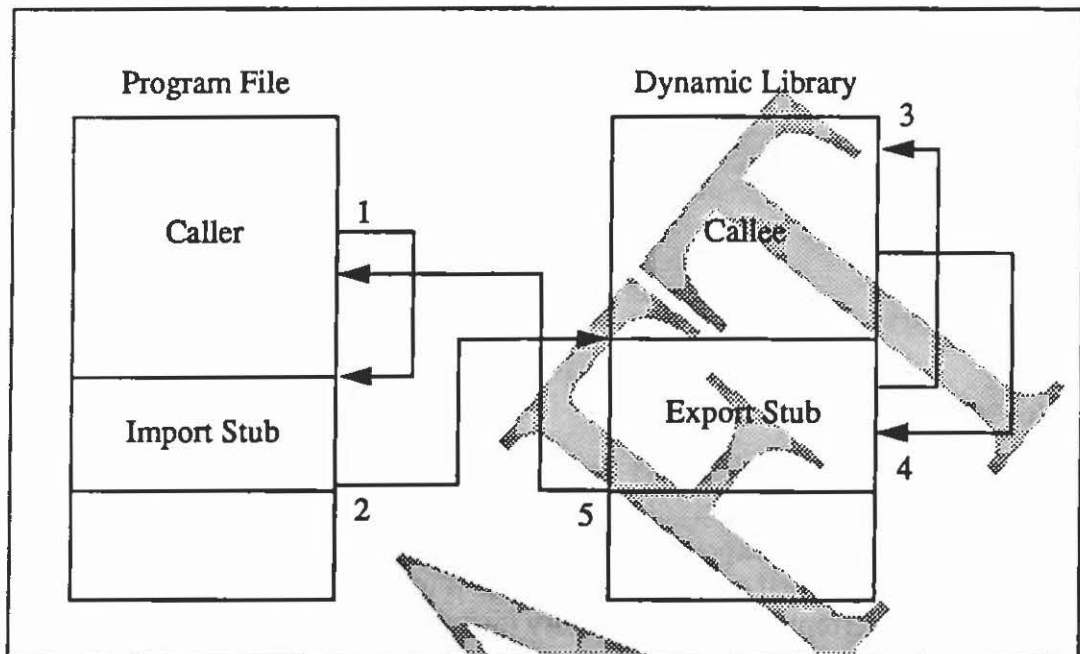 Program File
Dynamic Library
3
1
Caller
Callee
Import Stub
Export Stub
2
5
4